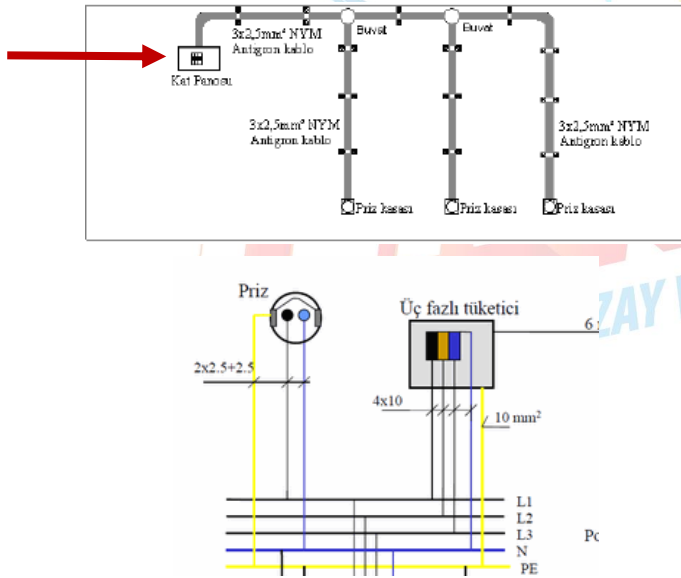 3x2,5mm² NYM
Antigron kablo
Buvat
Buvat
Kat Panosu
3x2,5mm² NYM
Antigron kablo
3x2,5mm² NYM
Antigron kablo
Priz kasası
Priz kasası
Priz kasası
ZAY
Priz
Üç fazlı tüketici
6
2x2.5+2.5
4x10
10 mm²
L1
L2
L3
N
PE